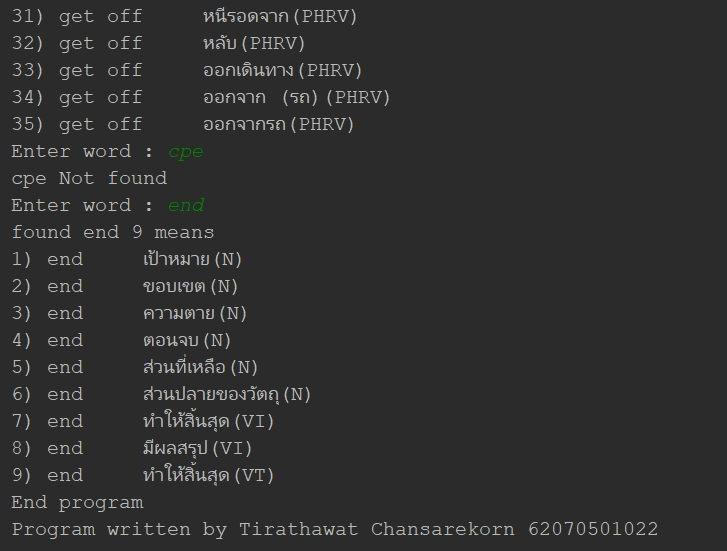 31) get off หนีรอดจาก(PHRV)
32) get off หลับ(PHRV)
33) get off ออกเดินทาง(PHRV)
34) get off ออกจาก (รถ)(PHRV)
35) get off ออกจากรถ(PHRV)
Enter word : cpe
cpe Not found
Enter word : end
found end 9 means
1) end เป้าหมาย(N)
2) end ขอบเขต(N)
3) end ความตาย(N)
4) end ตอนจบ(N)
5) end ส่วนที่เหลือ(N)
6) end ส่วนปลายของวัตถุ(N)
7) end ทำให้สิ้นสุด(VI)
8) end มีผลสรุป(VI)
9) end ทำให้สิ้นสุด(VT)
End program
Program written by Tirathawat Chansarekorn 62070501022